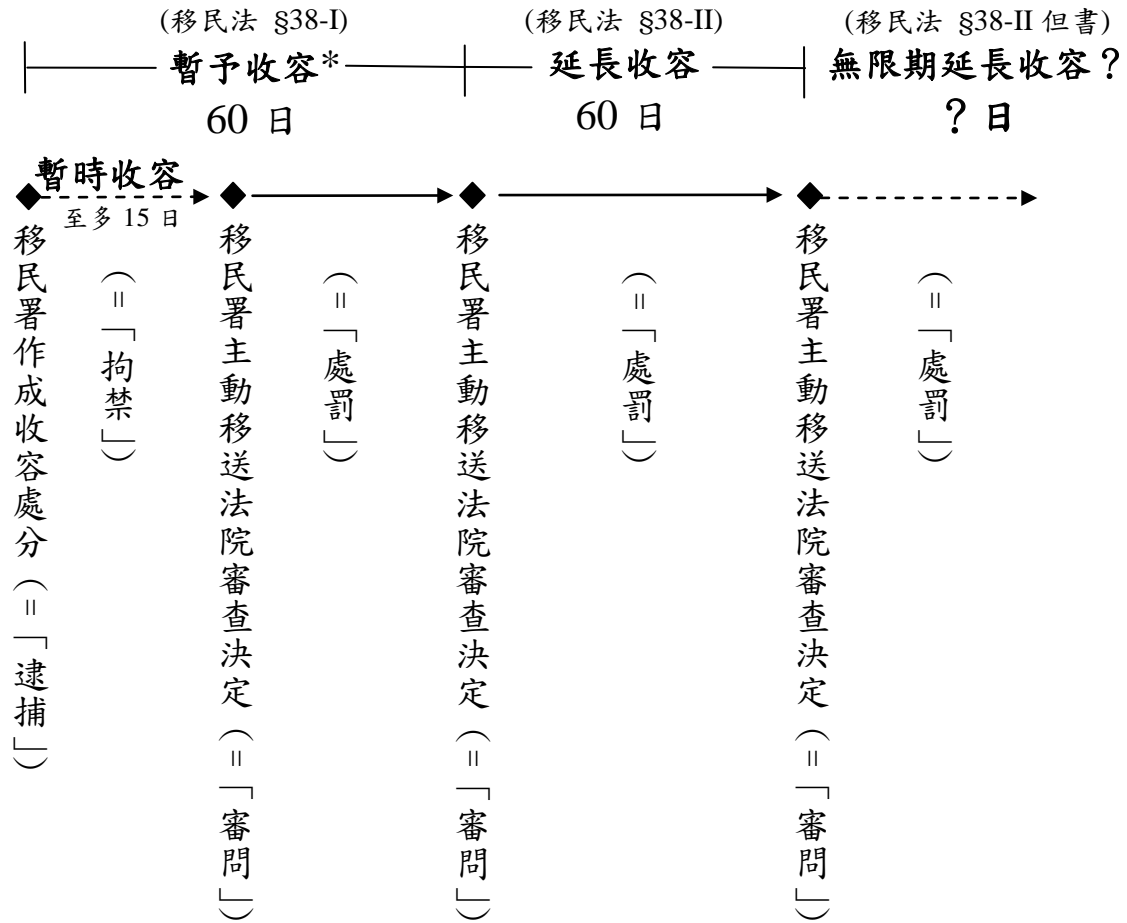 (移民法 §38-I)
(移民法 §38-II)
(移民法 §38-II 但書)
暫予收容*
延長收容
無限期延長收容？
60 日
60 日
？日
暫時收容
至多 15 日
移民署作成收容處分（=「逮捕」）
（=「拘禁」）
移民署主動移送法院審查決定（=「審問」）
（=「處罰」）
移民署主動移送法院審查決定（=「審問」）
（=「處罰」）
移民署主動移送法院審查決定（=「審問」）
（=「處罰」）